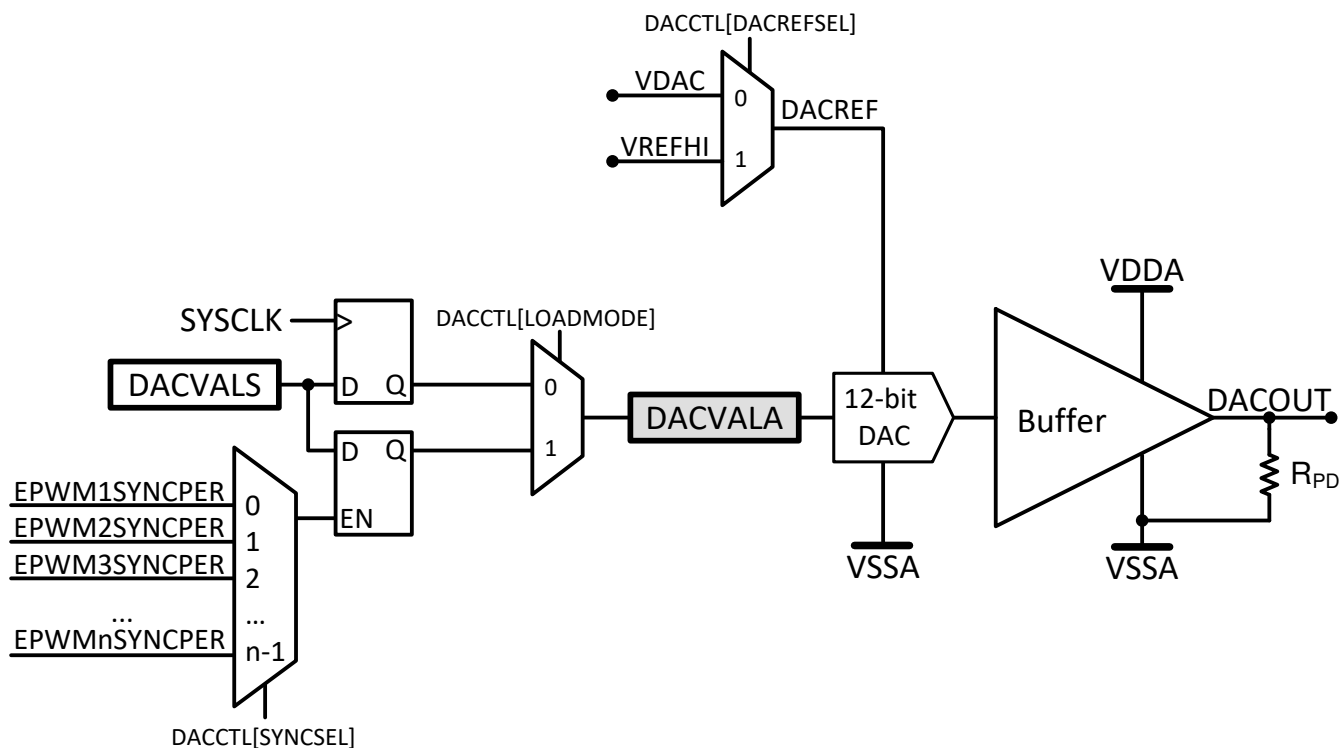 DACCTL[DACREFSEL]
VDAC
0
DACREF
VREFHI
1
VDDA
SYSCLK
>
DACCTL[LOADMODE]
DACVALS
D
Q
0
DACVALA
12-bit
DAC
Buffer
DACOUT
D
Q
1
RPD
EPWM1SYNCPER
0
EN
EPWM2SYNCPER
1
EPWM3SYNCPER
2
VSSA
VSSA
...
...
EPWMnSYNCPER
n-1
DACCTL[SYNCSEL]